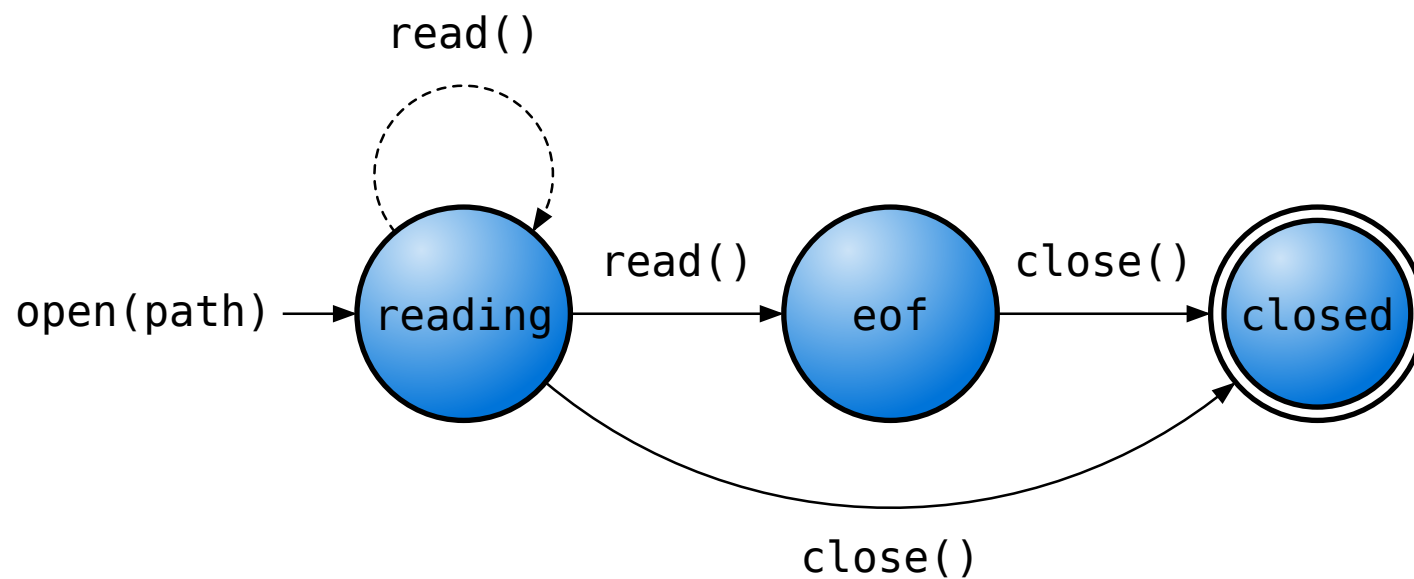 read()
read()
close()
open(path)
reading
eof
closed
close()